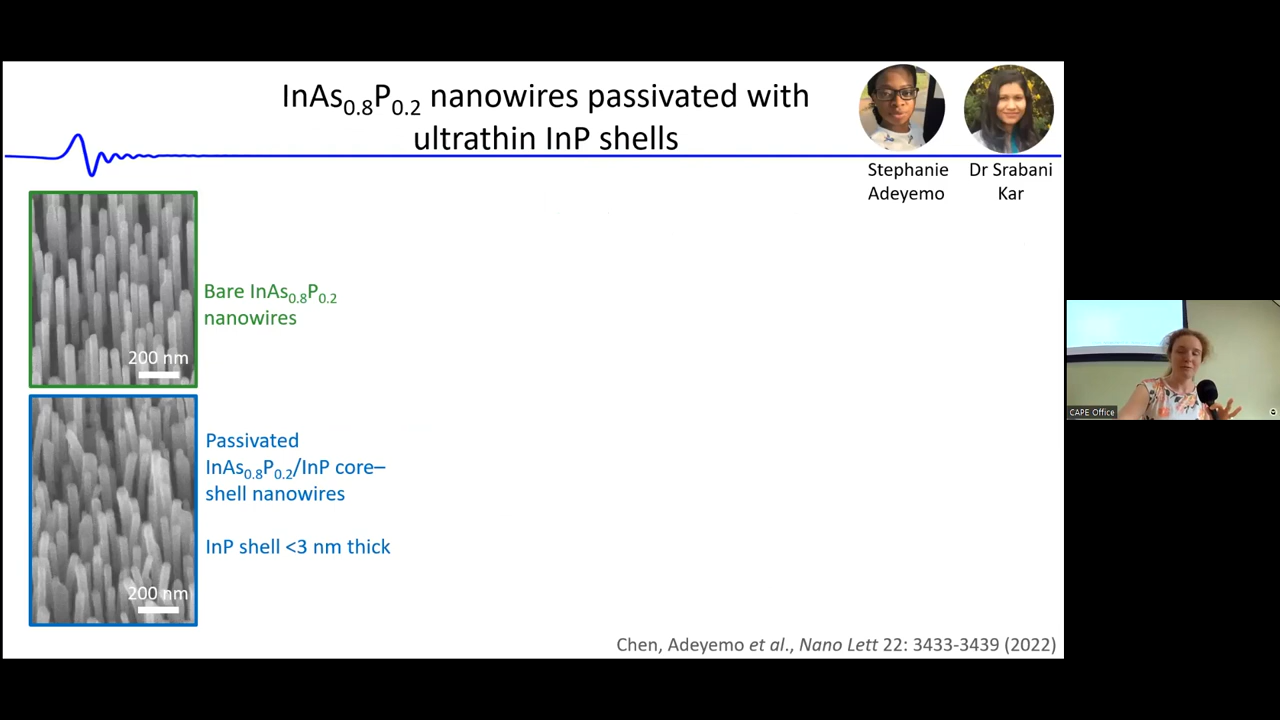 InAs₀.₈P₀.₂ nanowires passivated with
ultrathin InP shells
Stephanie
Adeyemo
Dr Srabani
Kar
Bare InAs₀.₈P₀.₂
nanowires
200 nm
Passivated
InAs₀.₈P₀.₂/InP core–
shell nanowires
InP shell <3 nm thick
200 nm
Chen, Adeyemo et al., Nano Lett 22: 3433-3439 (2022)
CAPE Office